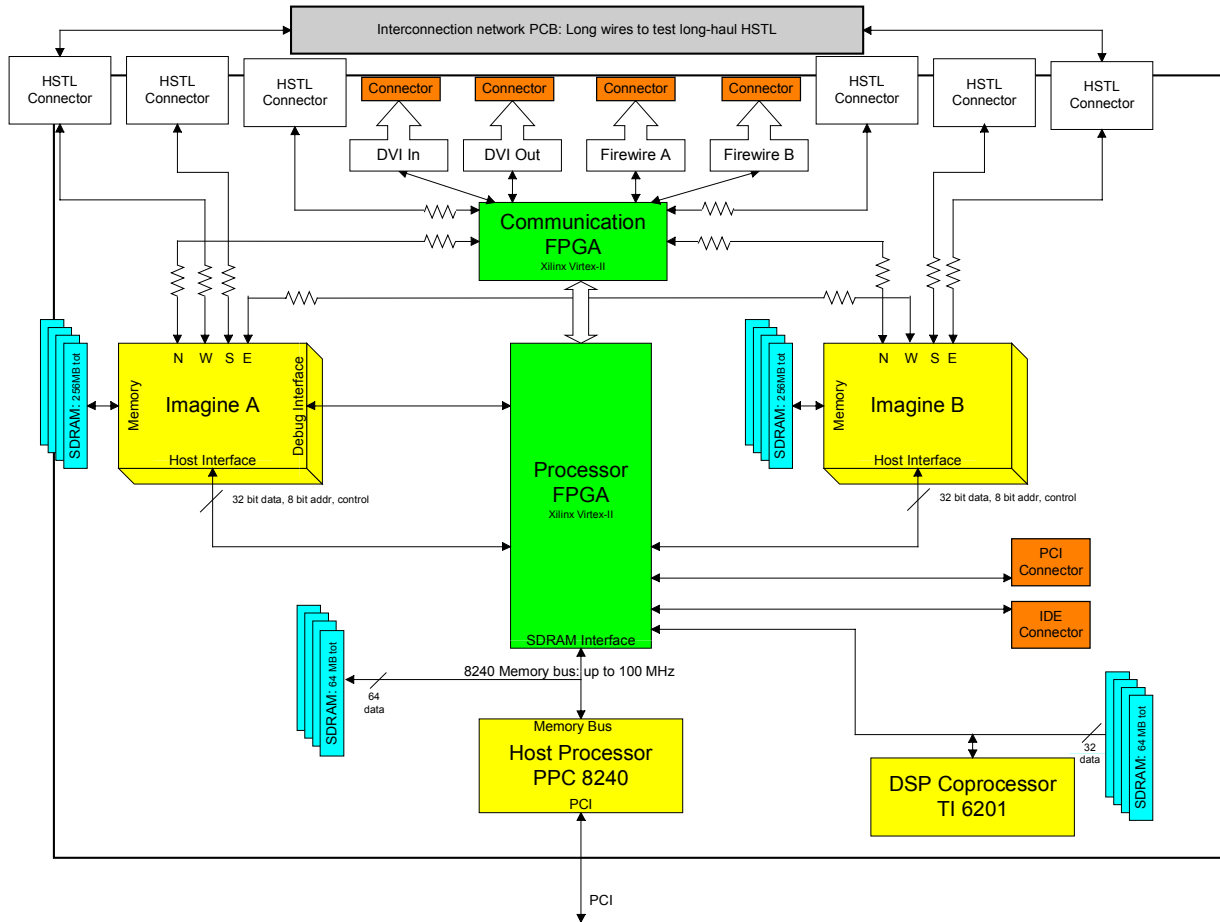 Interconnection network PCB: Long wires to test long-haul HSTL
HSTL
Connector
HSTL
Connector
HSTL
Connector
Connector
Connector
Connector
Connector
HSTL
Connector
HSTL
Connector
HSTL
Connector
DVI In
DVI Out
Firewire A
Firewire B
Communication
FPGA
Xilinx Virtex-II
SDRAM: 256MB tot
N W S E
Memory
Imagine A
Debug Interface
Host Interface
32 bit data, 8 bit addr, control
Processor
FPGA
Xilinx Virtex-II
SDRAM Interface
SDRAM: 256MB tot
N W S E
Memory
Imagine B
Host Interface
32 bit data, 8 bit addr, control
PCI
Connector
IDE
Connector
SDRAM: 64 MB tot
64
data
8240 Memory bus: up to 100 MHz
Memory Bus
Host Processor
PPC 8240
PCI
DSP Coprocessor
TI 6201
32
data
SDRAM: 64 MB tot
PCI